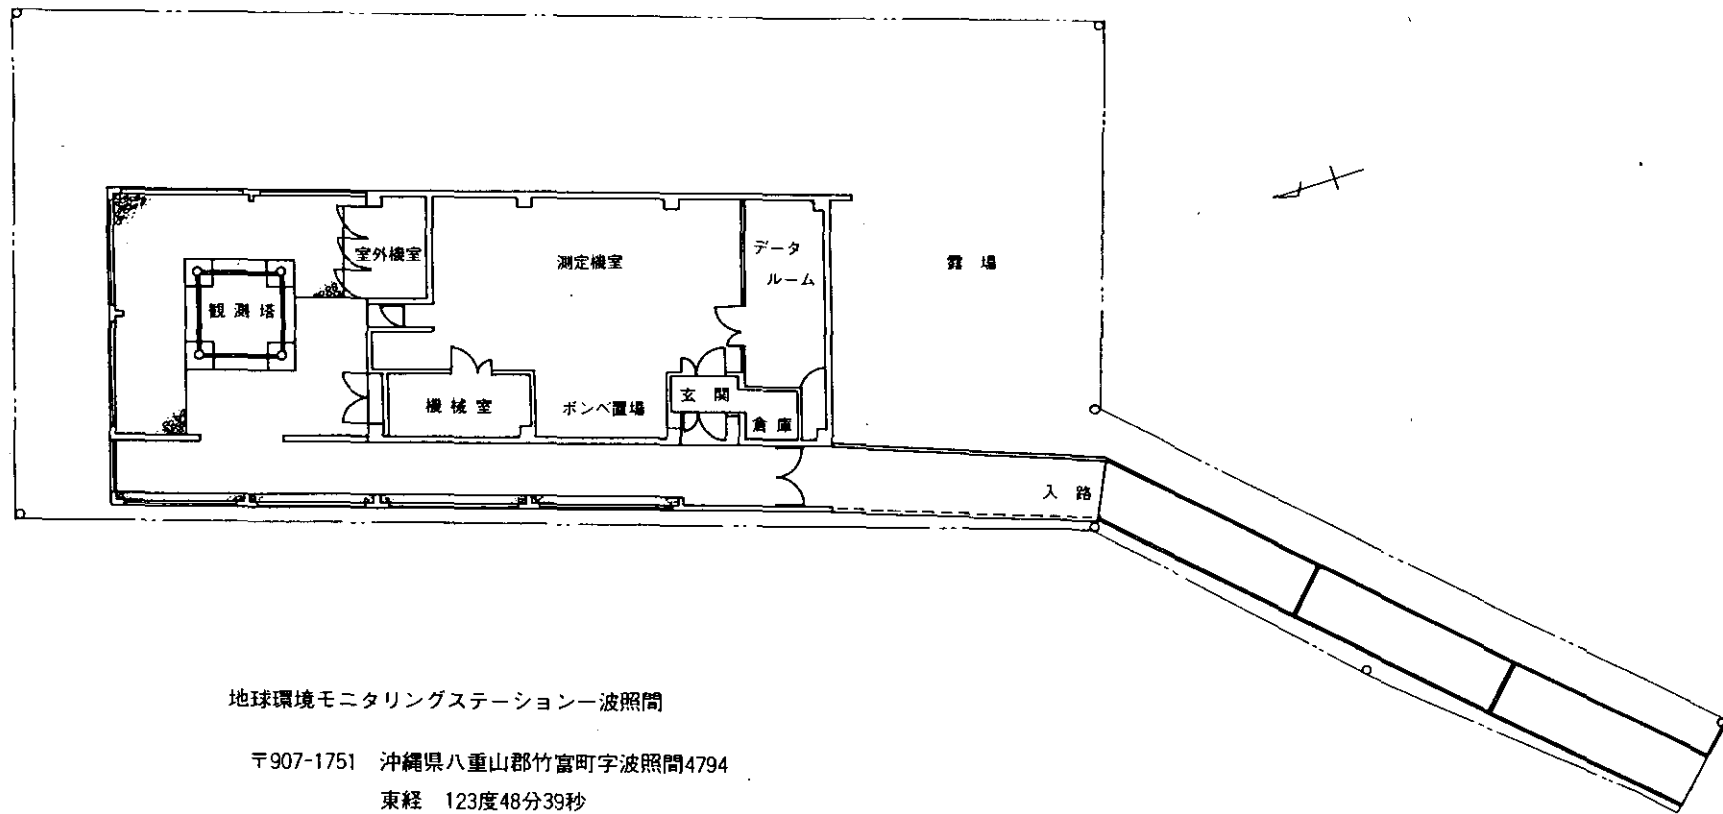 データ
ルーム
室外機室
測定機室
露場
観測塔
機械室
ボンベ置場
玄関
倉庫
入路
地球環境モニタリングステーションー波照間
〒907-1751 沖縄県八重山郡竹富町字波照間4794
東経 123度48分39秒